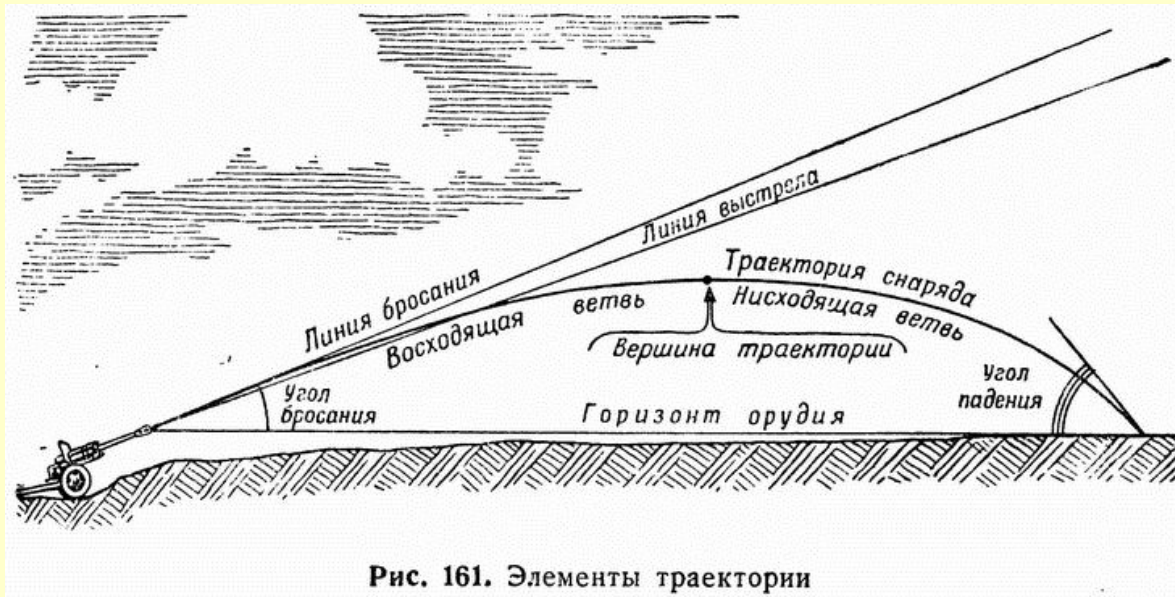 Линия бросания
Линия выстрела
Траектория снаряда
Восходящая ветвь
Нисходящая ветвь
Вершина траектории
Угол
бросания
Угол
падения
Горизонт орудия
Рис. 161. Элементы траектории